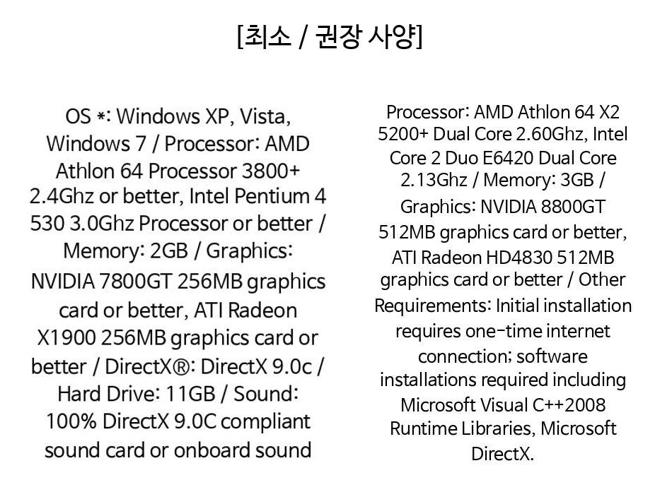 [최소 / 권장 사양]
OS *: Windows XP, Vista,
Windows 7 / Processor: AMD
Athlon 64 Processor 3800+
2.4Ghz or better, Intel Pentium 4
530 3.0Ghz Processor or better /
Memory: 2GB / Graphics:
NVIDIA 7800GT 256MB graphics
card or better, ATI Radeon
X1900 256MB graphics card or
better / DirectX®: DirectX 9.0c /
Hard Drive: 11GB / Sound:
100% DirectX 9.0C compliant
sound card or onboard sound
Processor: AMD Athlon 64 X2
5200+ Dual Core 2.60Ghz, Intel
Core 2 Duo E6420 Dual Core
2.13Ghz / Memory: 3GB /
Graphics: NVIDIA 8800GT
512MB graphics card or better,
ATI Radeon HD4830 512MB
graphics card or better / Other
Requirements: Initial installation
requires one-time internet
connection; software
installations required including
Microsoft Visual C++2008
Runtime Libraries, Microsoft
DirectX.